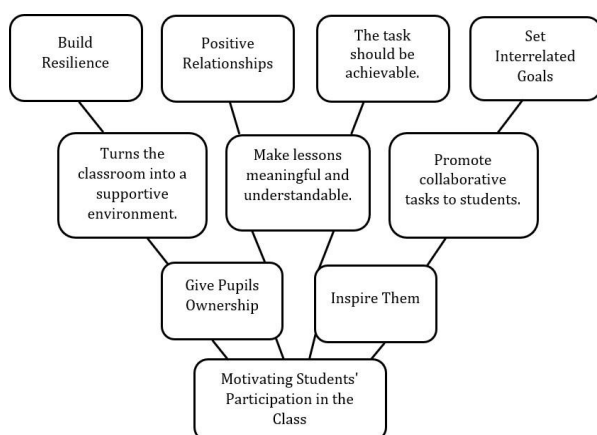 Build
Resilience
Positive
Relationships
The task
should be
achievable.
Set
Interrelated
Goals
Turns the
classroom into a
supportive
environment.
Make lessons
meaningful and
understandable.
Promote
collaborative
tasks to students.
Give Pupils
Ownership
Inspire Them
Motivating Students'
Participation in the
Class